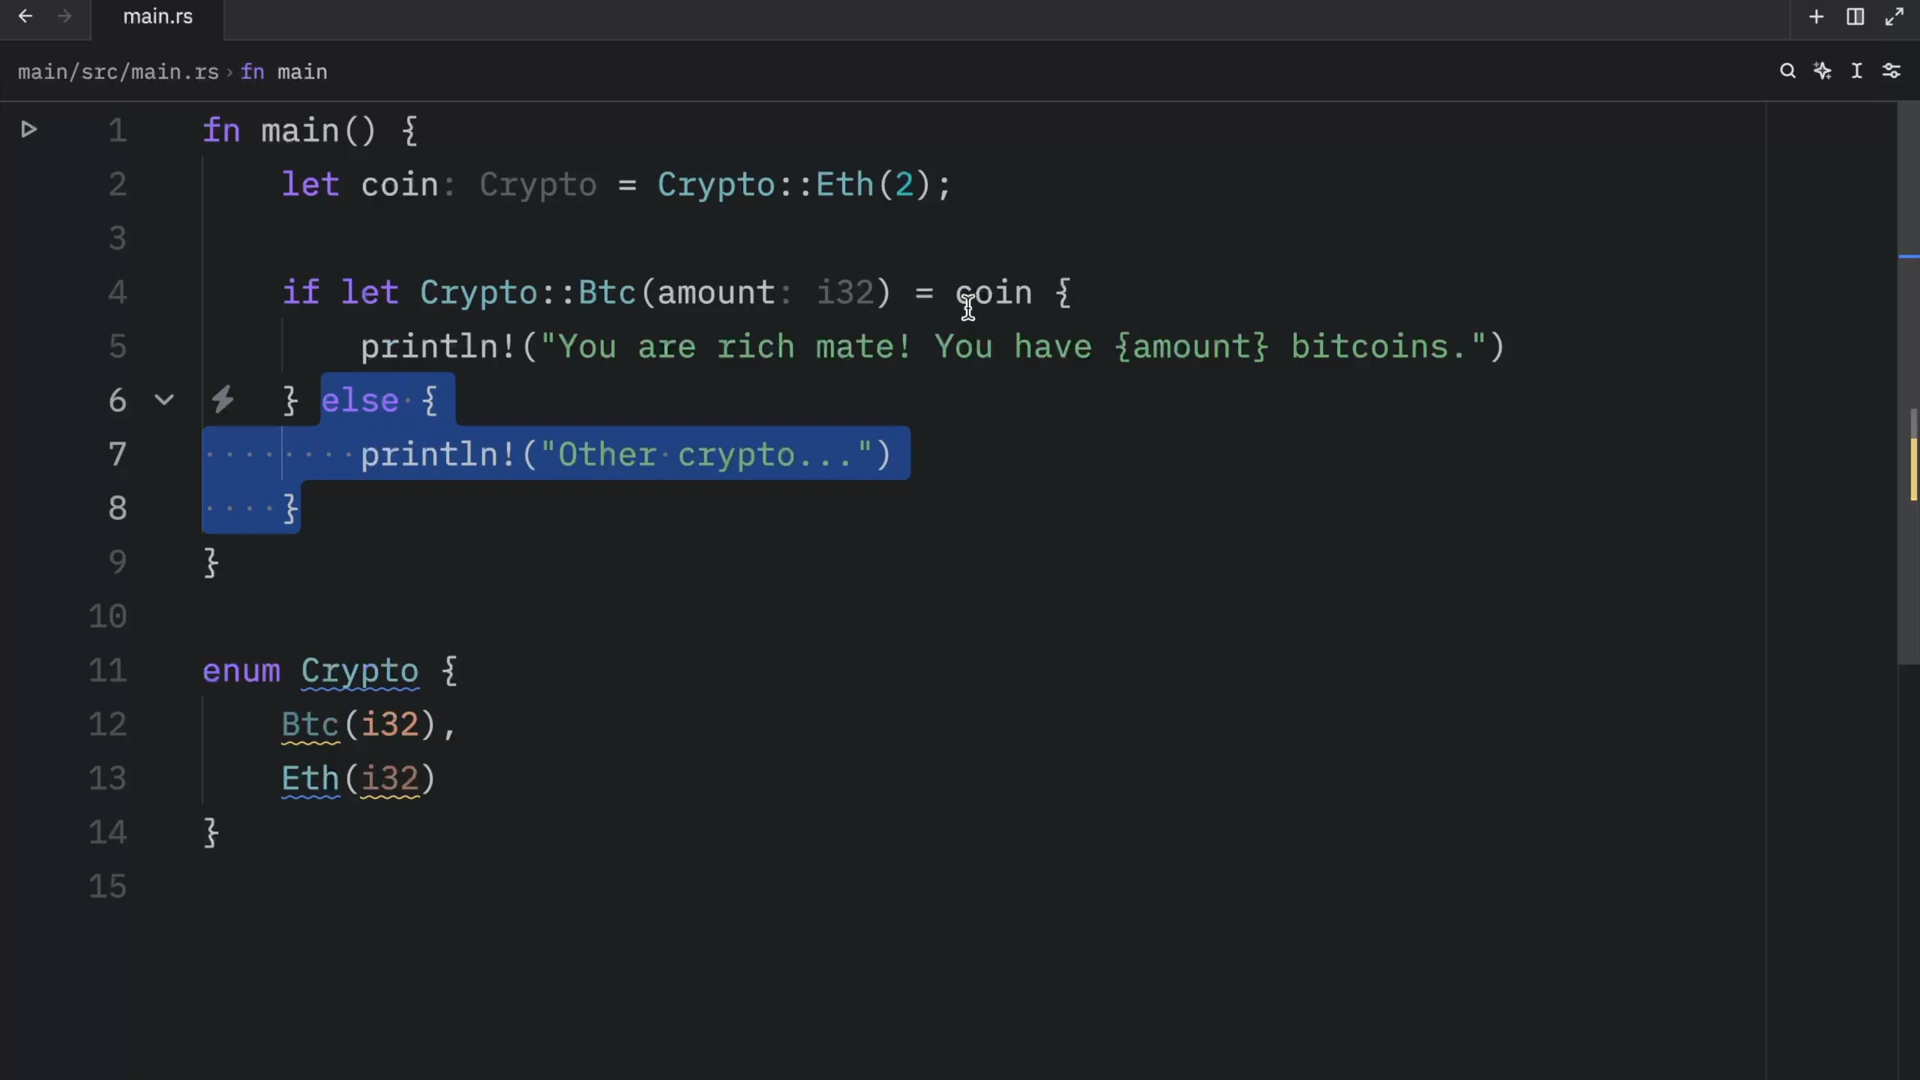 main.rs
main/src/main.rs › fn main
1 fn main() {
2 let coin: Crypto = Crypto::Eth(2);
3
4 if let Crypto::Btc(amount: i32) = coin {
5 println!("You are rich mate! You have {amount} bitcoins.")
6 } else {
7 println!("Other crypto...")
8 }
9 }
10
11 enum Crypto {
12 Btc(i32),
13 Eth(i32)
14 }
15